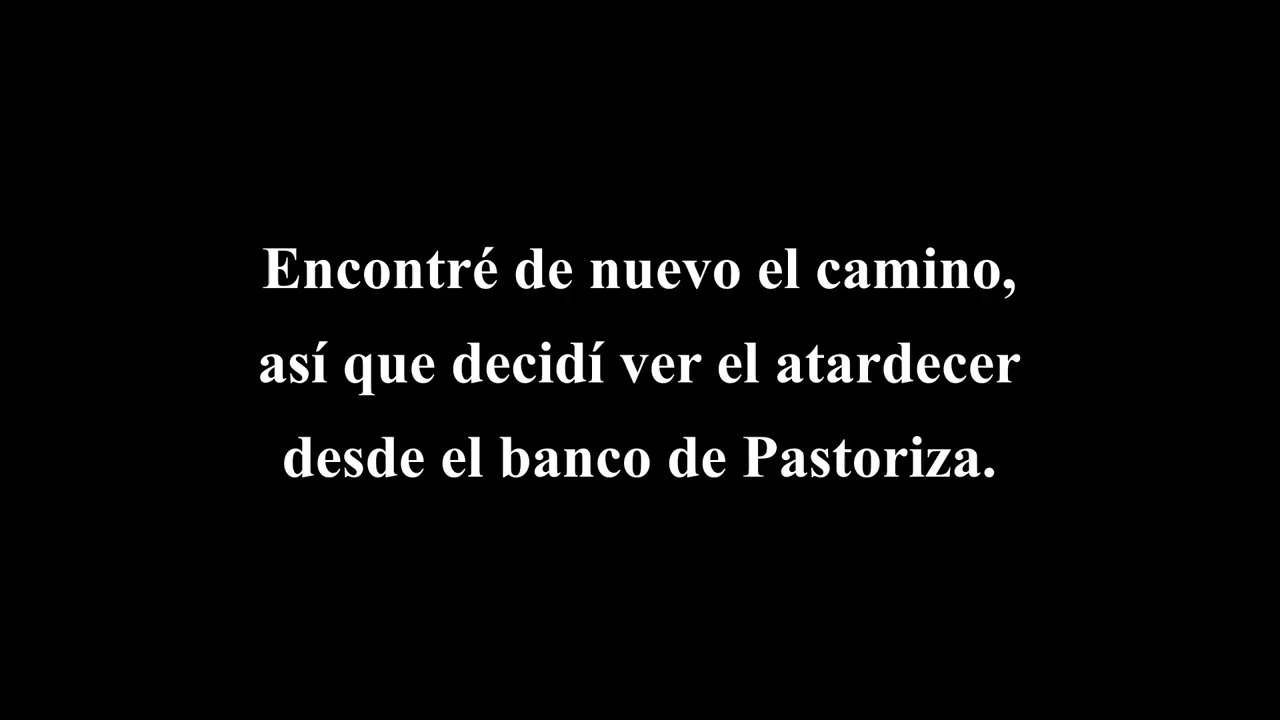 Encontré de nuevo el camino,
así que decidí ver el atardecer
desde el banco de Pastoriza.